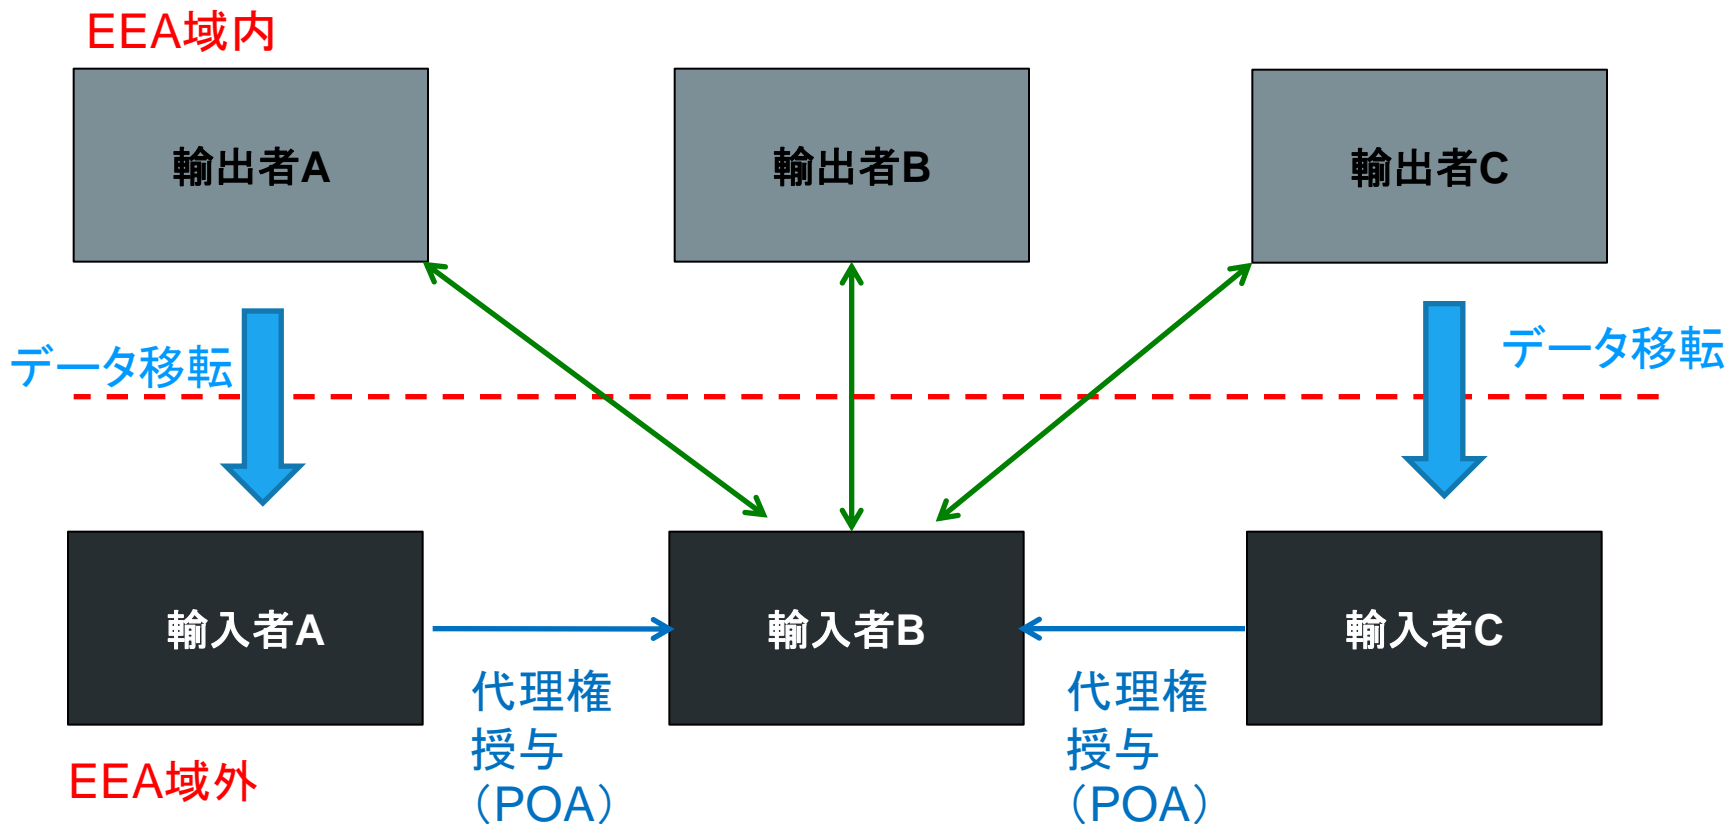 EEA域内
輸出者A
輸出者B
輸出者C
データ移転
データ移転
輸入者A
輸入者B
輸入者C
代理権
授与
（POA）
代理権
授与
（POA）
EEA域外